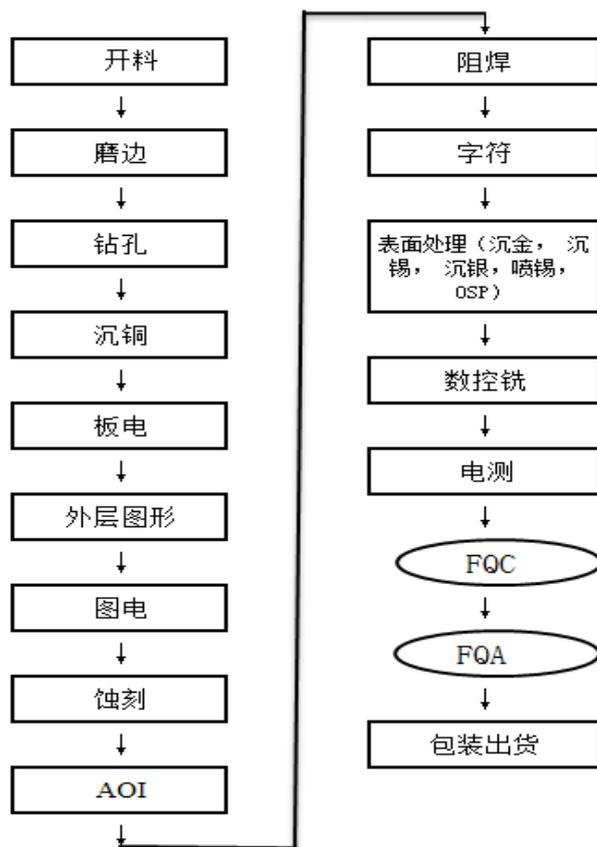 开料
磨边
钻孔
沉铜
板电
外层图形
图电
蚀刻
AOI
阻焊
字符
表面处理（沉金， 沉
锡， 沉银，喷锡，
OSP）
数控铣
电测
FQC
FQA
包装出货